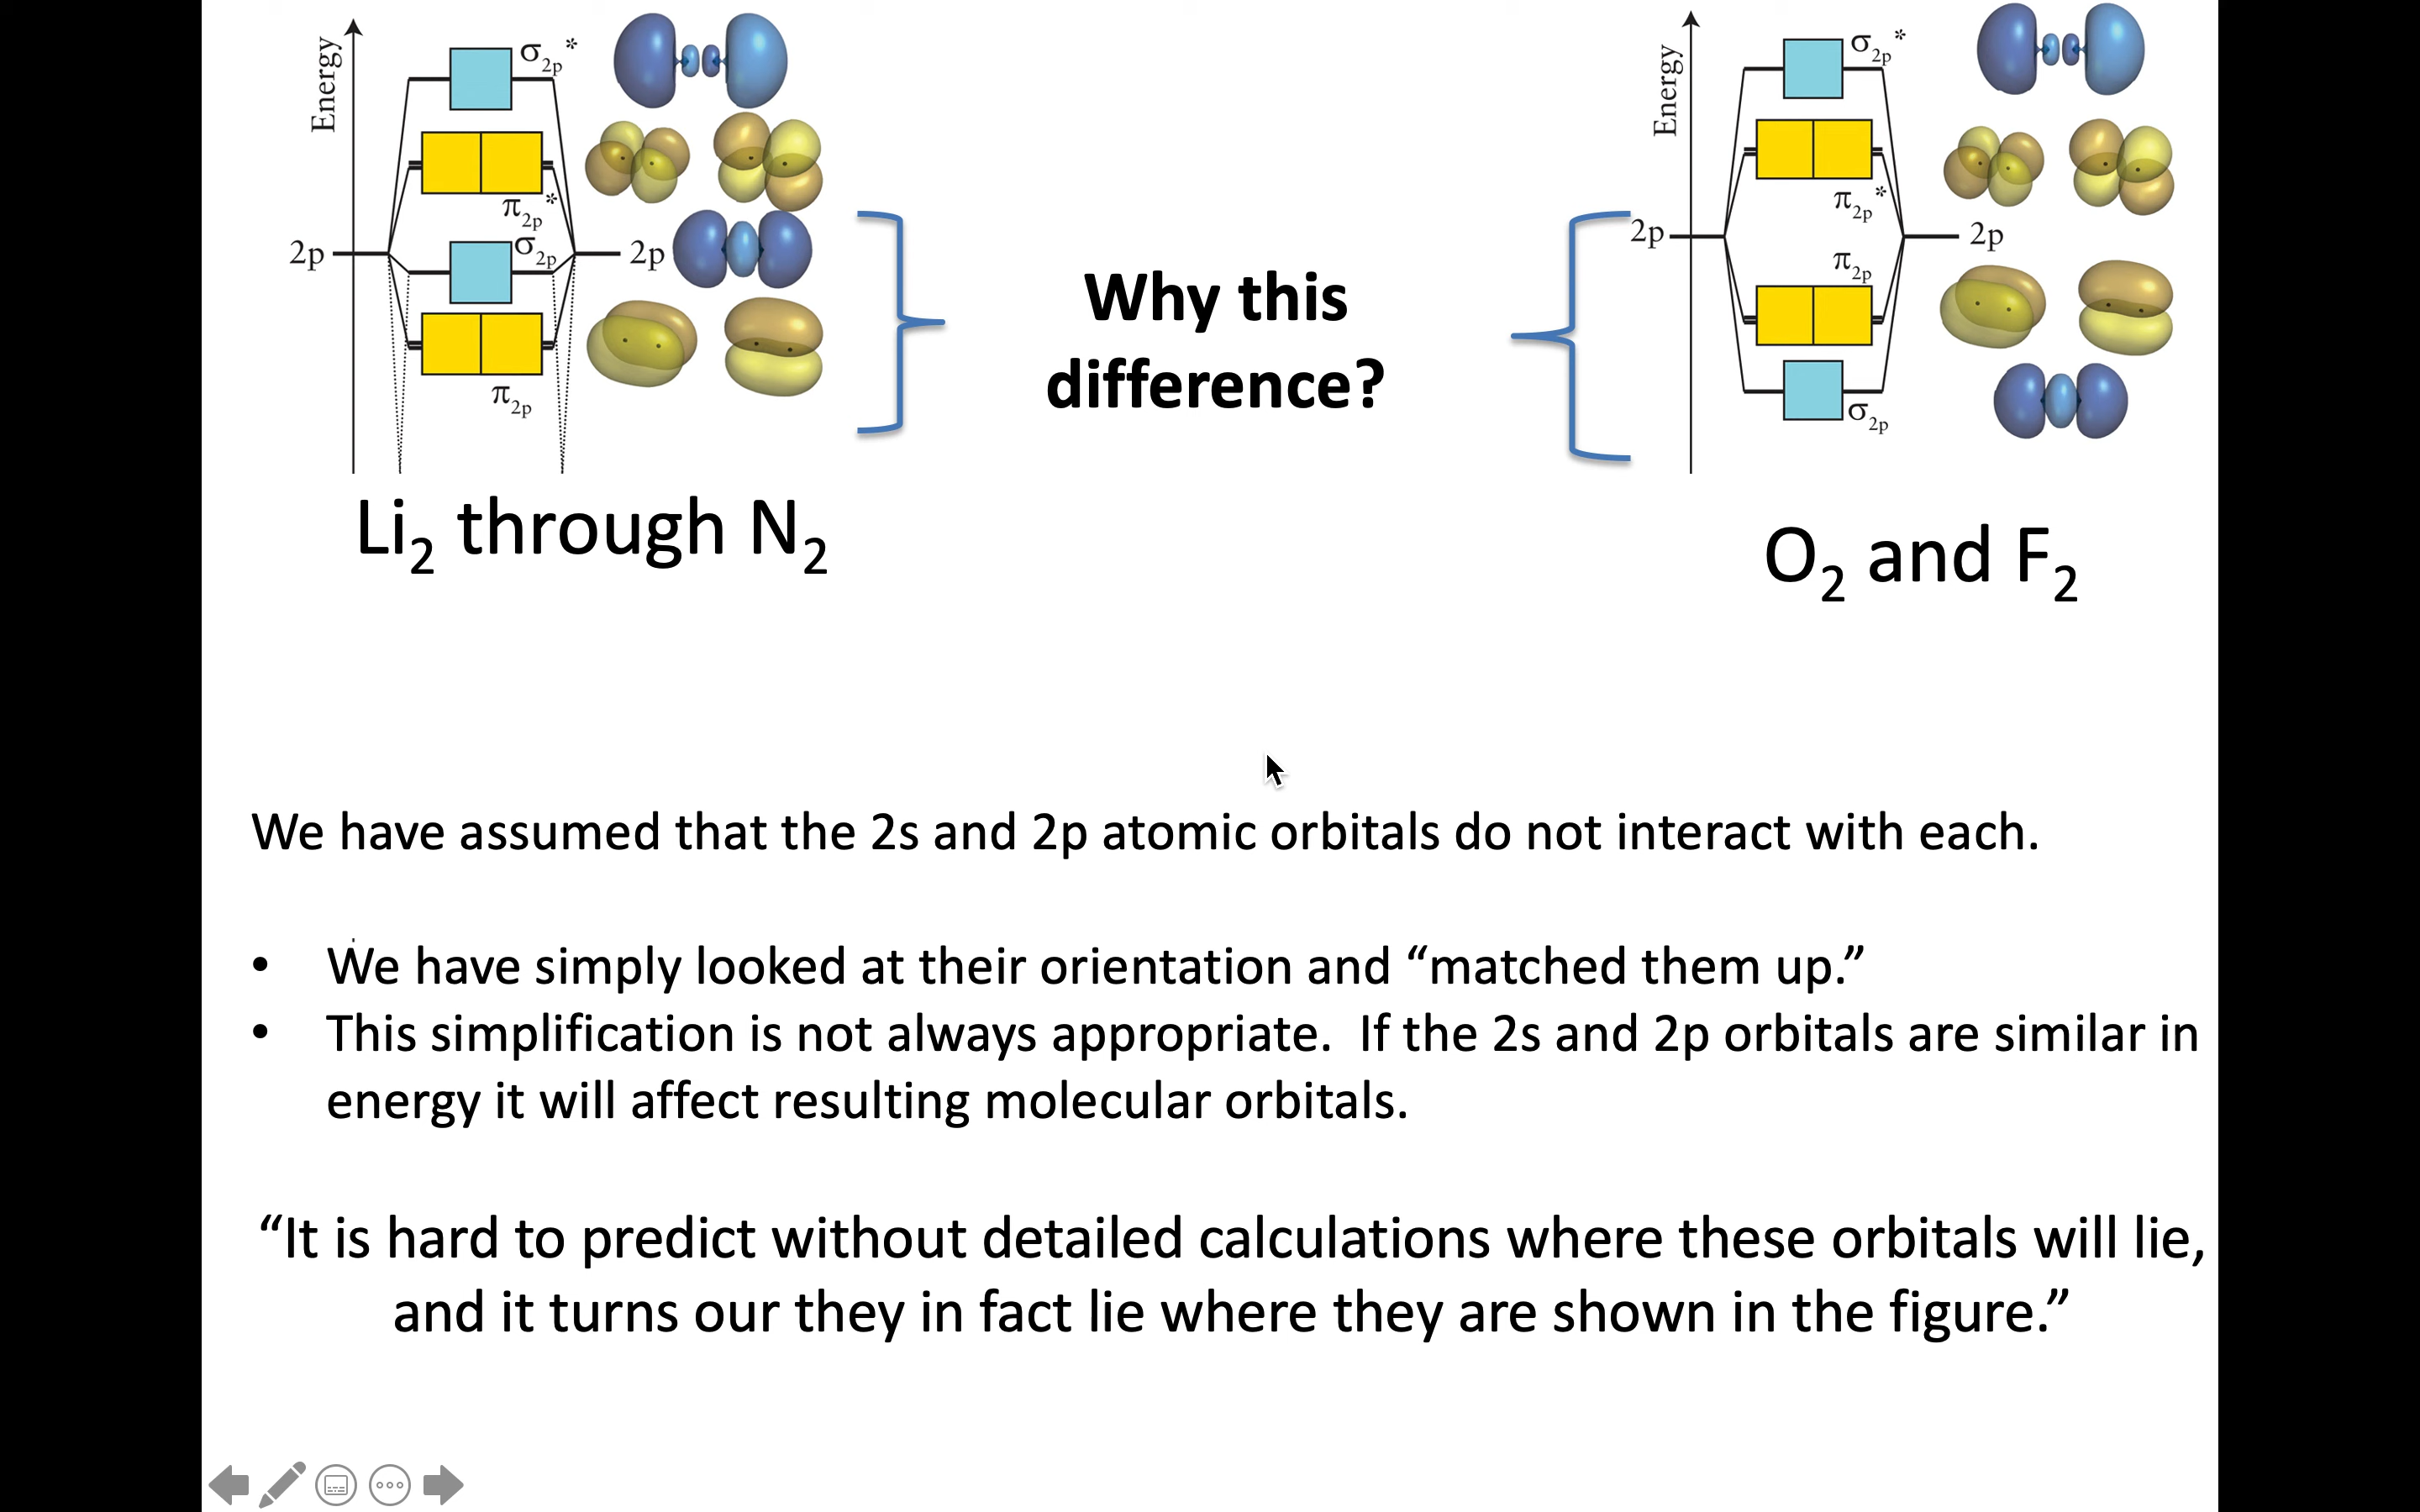 Energy
σ2p*
π2p*
σ2p
2p
2p
π2p
Li2 through N2
Why this
difference?
Energy
σ2p*
π2p*
2p
2p
π2p
σ2p
O2 and F2
We have assumed that the 2s and 2p atomic orbitals do not interact with each.
• We have simply looked at their orientation and “matched them up.”
• This simplification is not always appropriate. If the 2s and 2p orbitals are similar in
energy it will affect resulting molecular orbitals.
“It is hard to predict without detailed calculations where these orbitals will lie,
and it turns our they in fact lie where they are shown in the figure.”